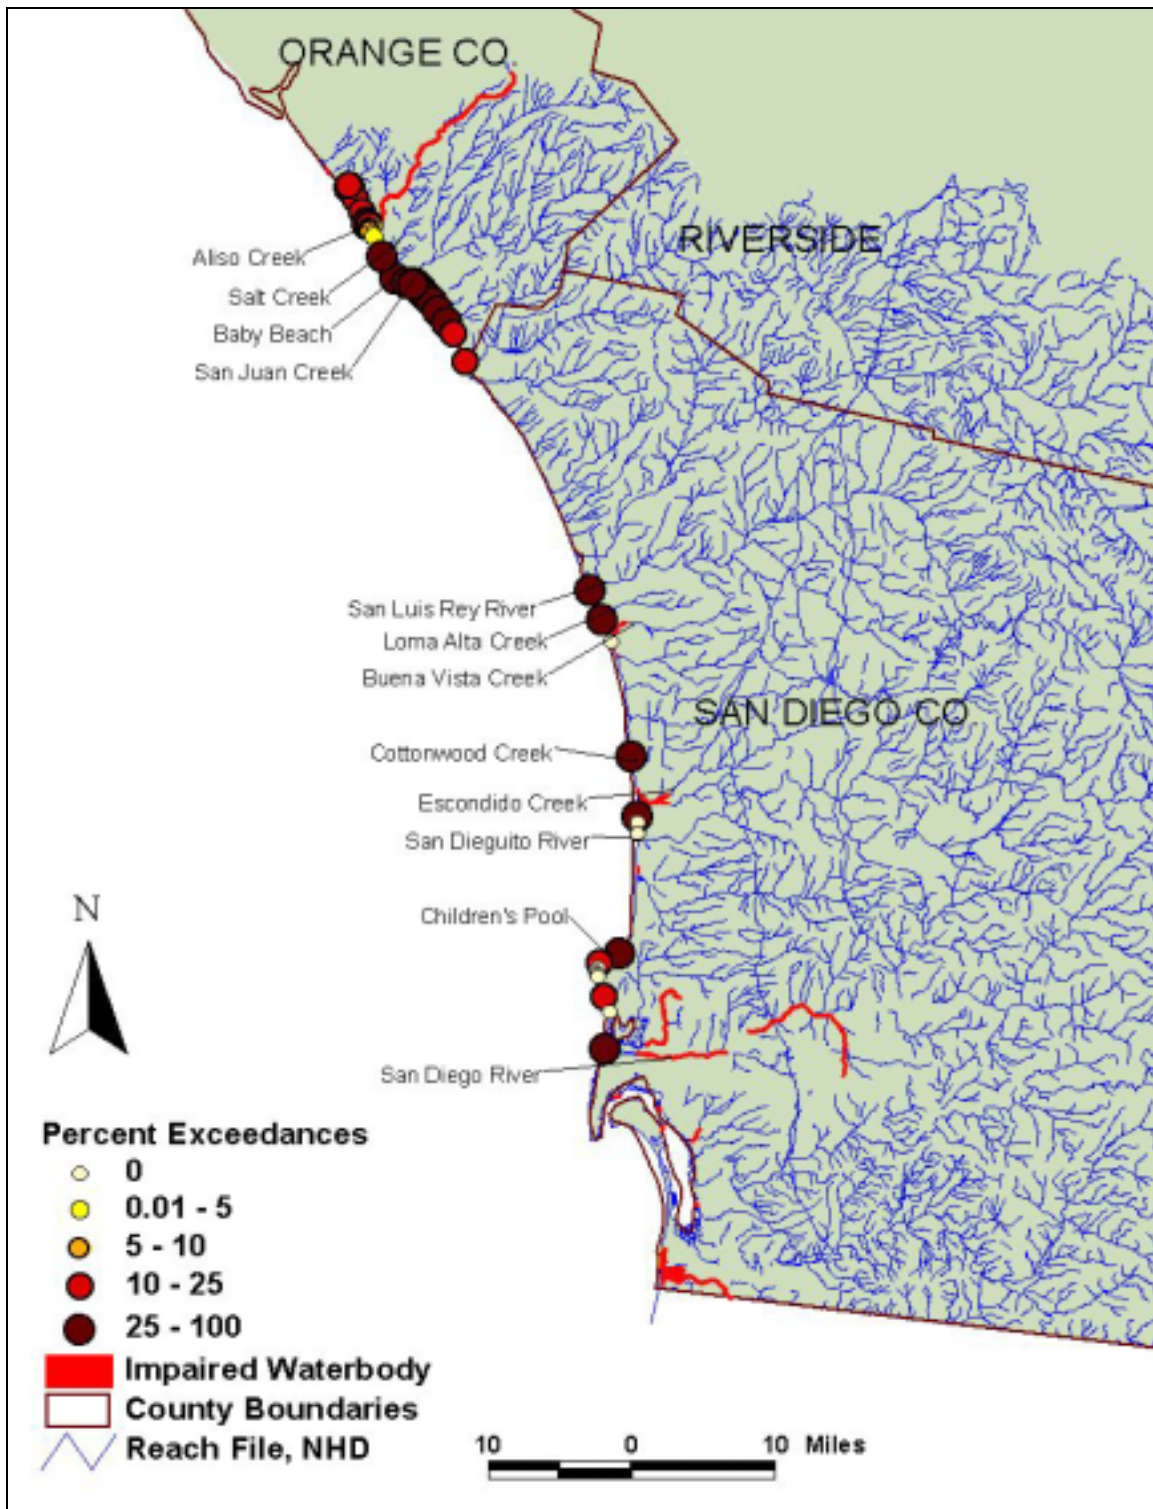 ORANGE CO.
RIVERSIDE
Aliso Creek
Salt Creek
Baby Beach
San Juan Creek
San Luis Rey River
Loma Alta Creek
Buena Vista Creek
SAN DIEGO CO
Cottonwood Creek
Escondido Creek
San Dieguito River
Children's Pool
N
San Diego River
Percent Exceedances
0
0.01 - 5
5 - 10
10 - 25
25 - 100
Impaired Waterbody
County Boundaries
Reach File, NHD
10 0 10 Miles